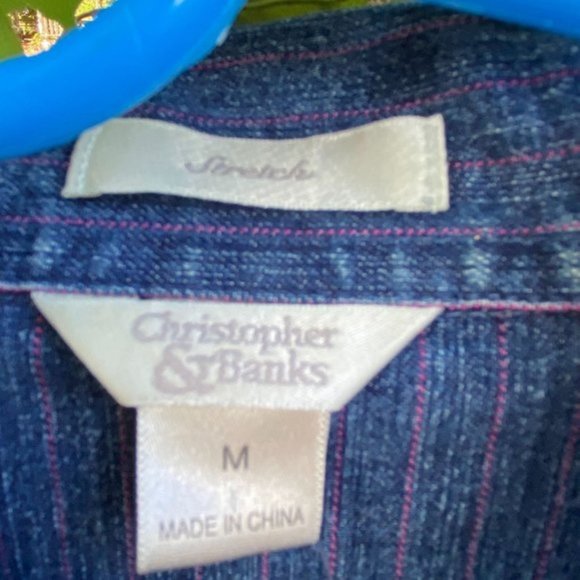 Stretch
Christopher
& Banks
M
MADE IN CHINA